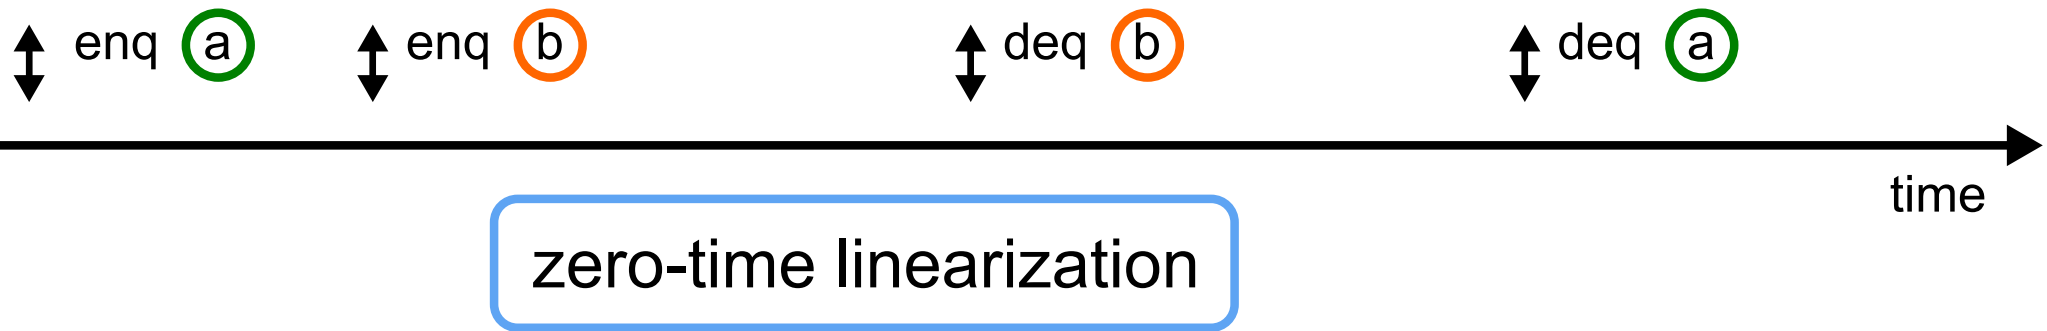 enq a enq b deq b deq a
time
zero-time linearization